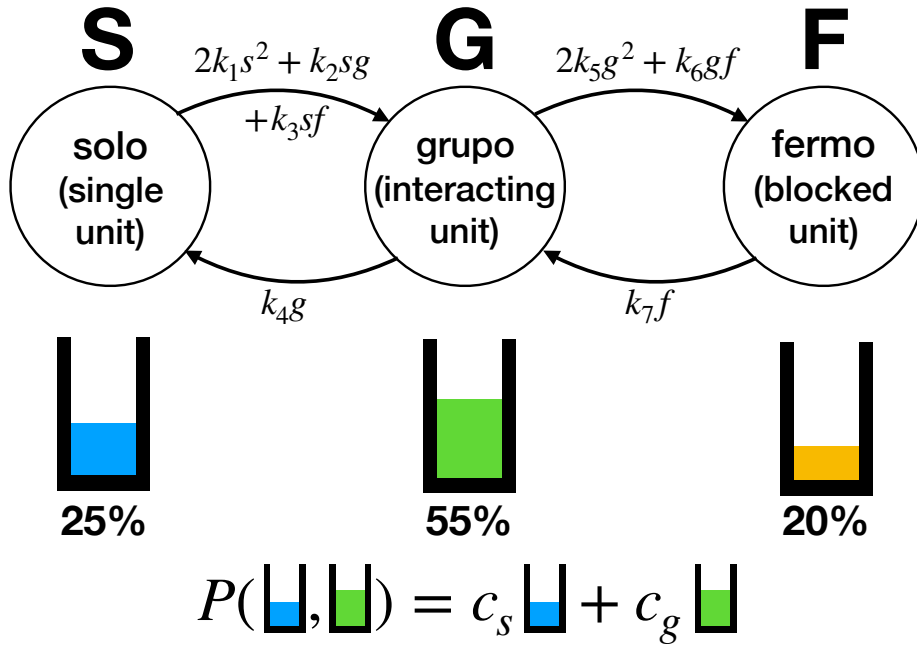 S G F
2k₁s² + k₂sg
+k₃sf
2k₅g² + k₆gf
solo
(single
unit)
grupo
(interacting
unit)
fermo
(blocked
unit)
k₄g
k₇f
25%
55%
20%
P( , ) = cₛ + c_g